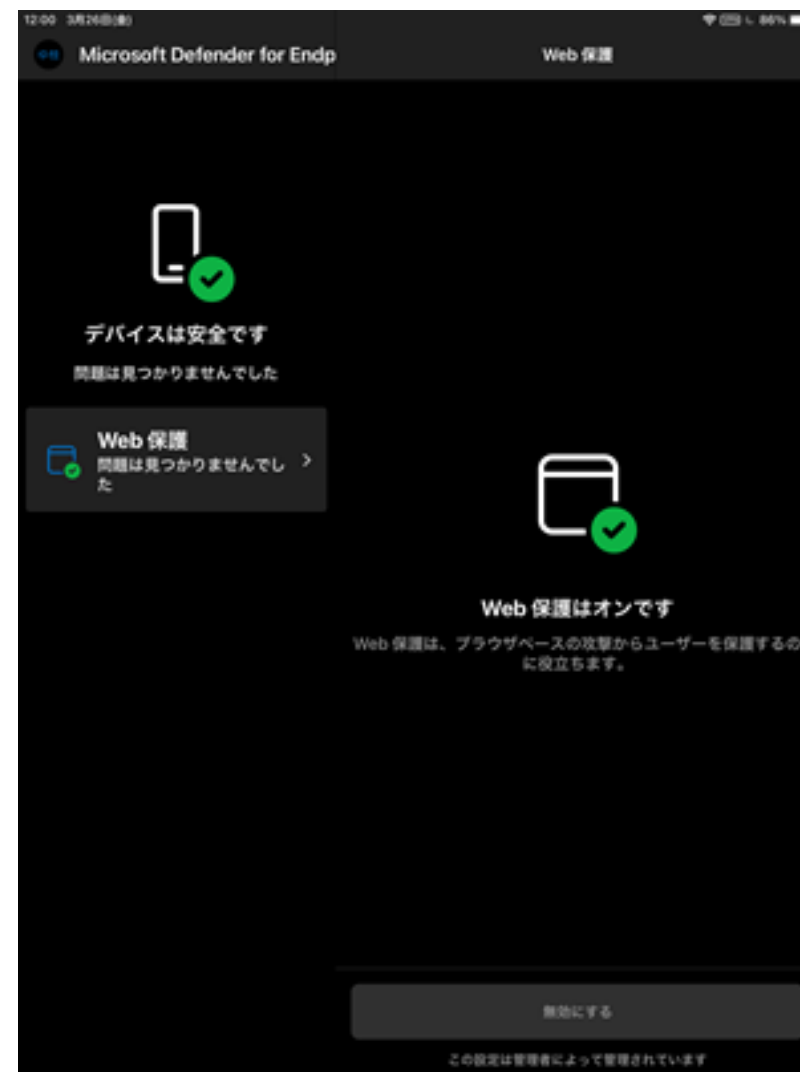 12:00 3月26日(金)
86%
Microsoft Defender for Endp
Web 保護
デバイスは安全です
問題は見つかりませんでした
Web 保護
問題は見つかりませんでし
た
Web 保護はオンです
Web 保護は、ブラウザベースの攻撃からユーザーを保護するの
に役立ちます。
無効にする
この設定は管理者によって管理されています